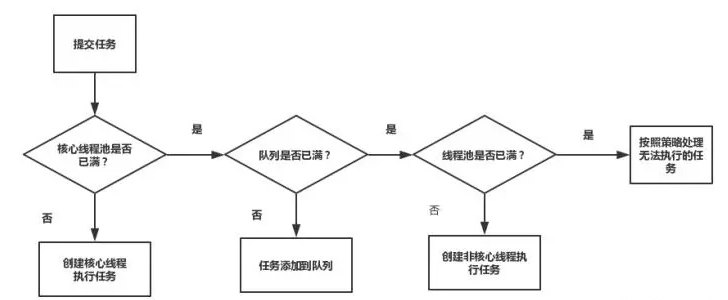 提交任务
核心线程池是否
已满？
是
队列是否已满？
是
线程池是否已满？
是
按照策略处理
无法执行的任
务
否
创建核心线程
执行任务
否
任务添加到队列
否
创建非核心线程执
行任务